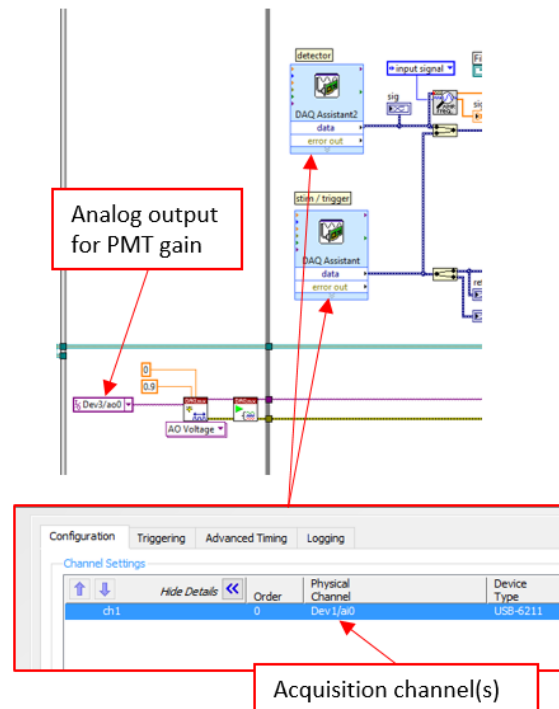 detector
input signal
DAQ Assistant2
data
error out
sig
FREQ.
stim / trigger
DAQ Assistant
data
error out
Analog output
for PMT gain
0
0.9
Dev3/ao0
AO Voltage
Configuration Triggering Advanced Timing Logging
Channel Settings
Hide Details Order Physical Channel Device Type
ch1 0 Dev1/ai0 USB-6211
Acquisition channel(s)